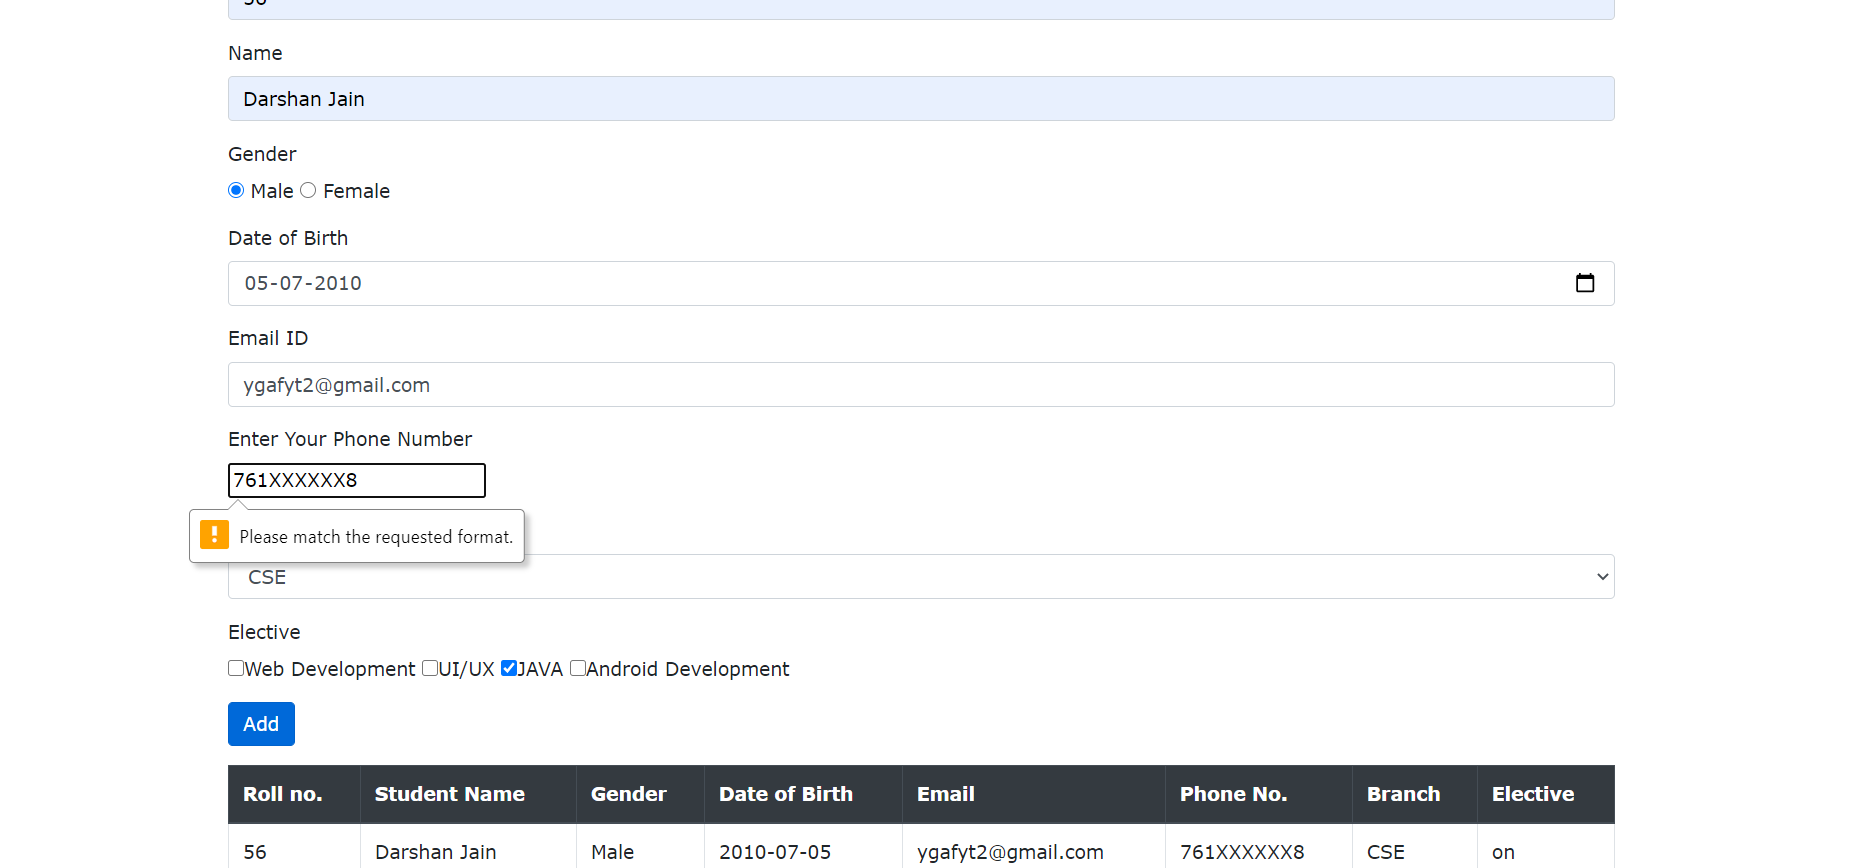 Name
Darshan Jain
Gender
Male Female
Date of Birth
05-07-2010
Email ID
ygafyt2@gmail.com
Enter Your Phone Number
761XXXXXX8
Please match the requested format.
CSE
Elective
Web Development UI/UX JAVA Android Development
Add
Roll no. Student Name Gender Date of Birth Email Phone No. Branch Elective
56 Darshan Jain Male 2010-07-05 ygafyt2@gmail.com 761XXXXXX8 CSE on